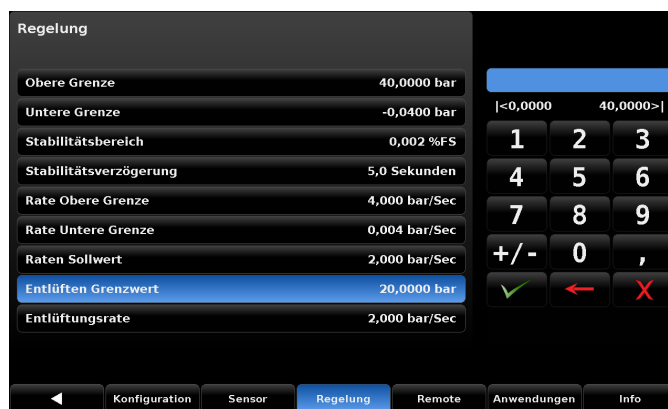 Regelung
Obere Grenze 40,0000 bar
Untere Grenze -0,0400 bar
|<0,0000 40,0000>|
Stabilitätsbereich 0,002 %FS
1 2 3
Stabilitätsverzögerung 5,0 Sekunden
4 5 6
Rate Obere Grenze 4,000 bar/Sec
7 8 9
Rate Untere Grenze 0,004 bar/Sec
+/- 0 ,
Raten Sollwert 2,000 bar/Sec
Entlüften Grenzwert 20,0000 bar
X
Entlüftungsrate 2,000 bar/Sec
Konfiguration Sensor Regelung Remote Anwendungen Info